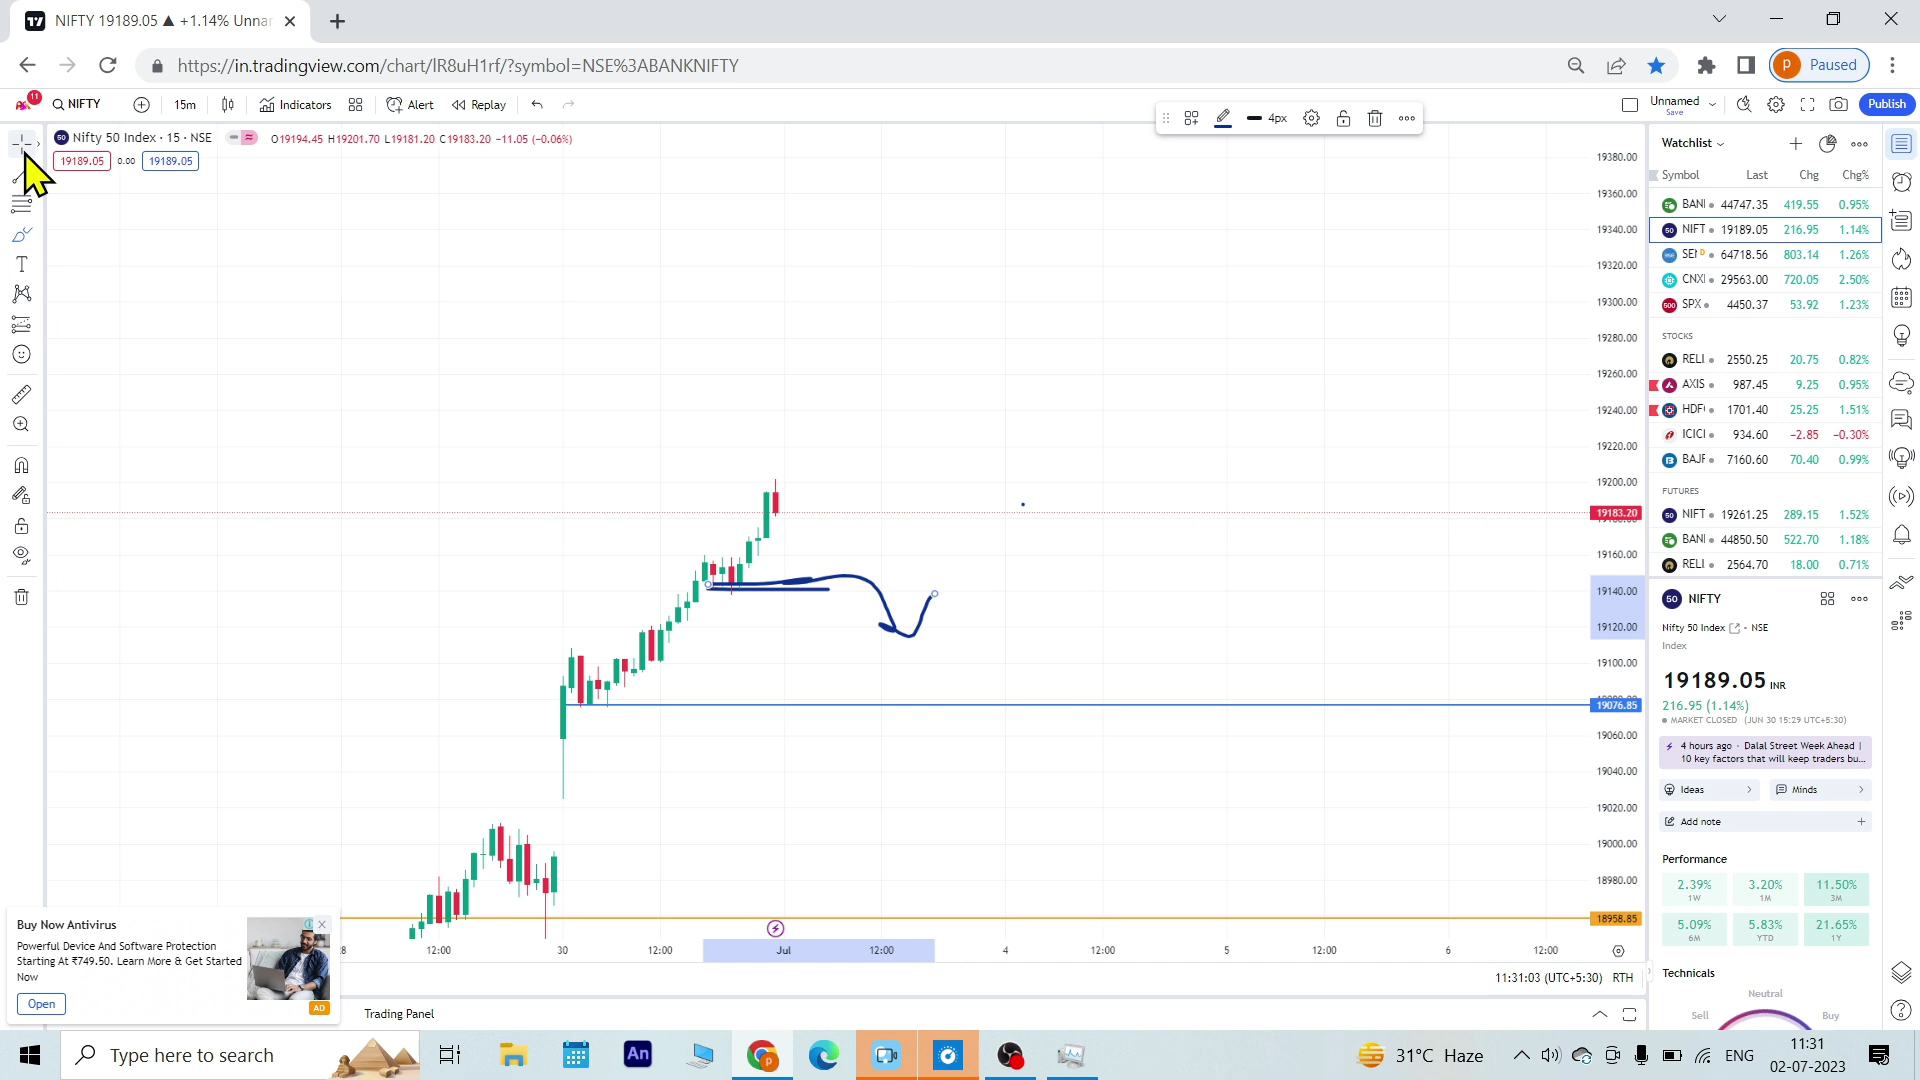 NIFTY 19189.05 ▲ +1.14% Unnar
https://in.tradingview.com/chart/lR8uH1rf/?symbol=NSE%3ABANKNIFTY
P Paused
11
NIFTY 15m Indicators Alert Replay
4px
Unnamed
Save
Publish
50 Nifty 50 Index · 15 · NSE O19194.45 H19201.70 L19181.20 C19183.20 −11.05 (−0.06%)
19189.05 0.00 19189.05
19380.00
19360.00
19340.00
19320.00
19300.00
19280.00
19260.00
19240.00
19220.00
19200.00
19183.20
19160.00
19140.00
19120.00
19100.00
19076.85
19060.00
19040.00
19020.00
19000.00
18980.00
18958.85
12:00 30 12:00 Jul 12:00 4 12:00 5 12:00 6 12:00
11:31:03 (UTC+5:30) RTH
Trading Panel
Watchlist
Symbol Last Chg Chg%
BANI 44747.35 419.55 0.95%
50 NIFT 19189.05 216.95 1.14%
SEN D 64718.56 803.14 1.26%
CNXI 29563.00 720.05 2.50%
500 SPX 4450.37 53.92 1.23%
STOCKS
RELI 2550.25 20.75 0.82%
AXIS 987.45 9.25 0.95%
HDF 1701.40 25.25 1.51%
ICICI 934.60 −2.85 −0.30%
BAJF 7160.60 70.40 0.99%
FUTURES
50 NIFT 19261.25 289.15 1.52%
BANI 44850.50 522.70 1.18%
RELI 2564.70 18.00 0.71%
50 NIFTY
Nifty 50 Index · NSE
Index
19189.05 INR
216.95 (1.14%)
MARKET CLOSED (JUN 30 15:29 UTC+5:30)
4 hours ago · Dalal Street Week Ahead |
10 key factors that will keep traders bu...
Ideas Minds
Add note
Performance
2.39% 3.20% 11.50%
1W 1M 3M
5.09% 5.83% 21.65%
6M YTD 1Y
Technicals
Neutral
Sell Buy
Buy Now Antivirus
Powerful Device And Software Protection
Starting At ₹749.50. Learn More & Get Started
Now
Open
AD
Type here to search
An
31°C Haze
ENG
11:31
02-07-2023